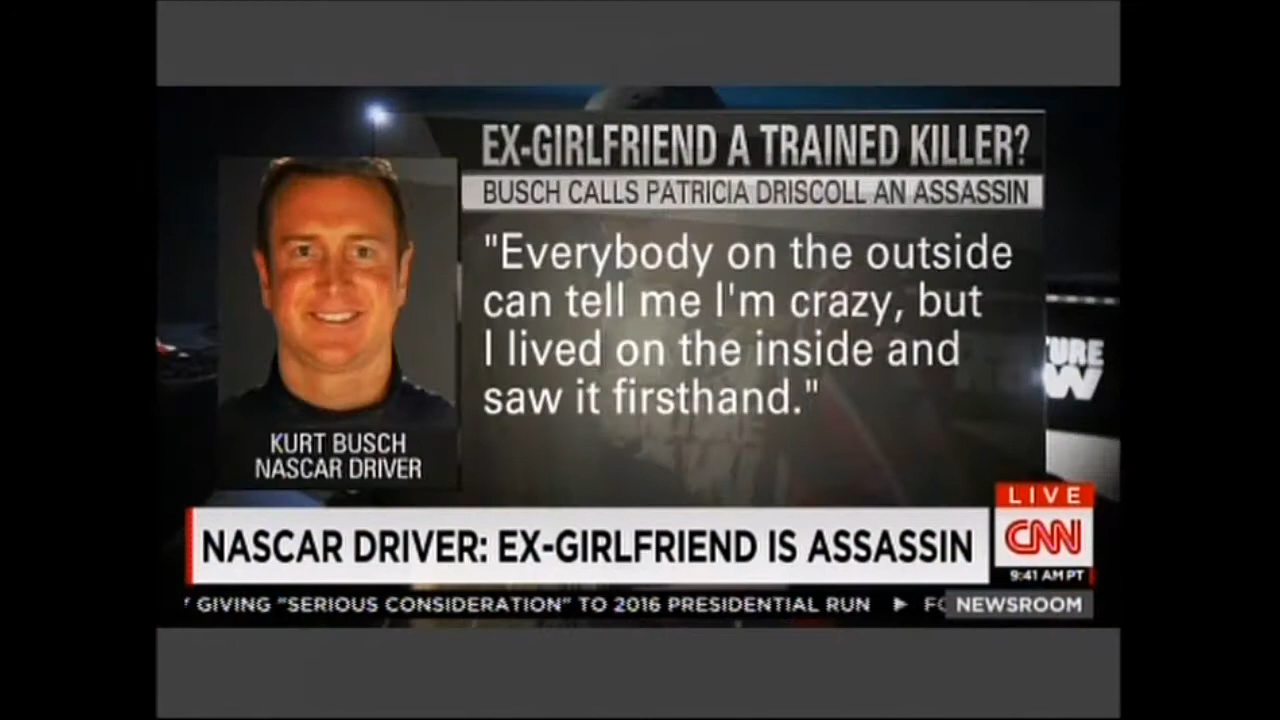 EX-GIRLFRIEND A TRAINED KILLER?
BUSCH CALLS PATRICIA DRISCOLL AN ASSASSIN
"Everybody on the outside
can tell me I'm crazy, but
I lived on the inside and
saw it firsthand."
KURT BUSCH
NASCAR DRIVER
URE
W
LIVE
CNN
NASCAR DRIVER: EX-GIRLFRIEND IS ASSASSIN
9:41 AM PT
GIVING "SERIOUS CONSIDERATION" TO 2016 PRESIDENTIAL RUN ▶ FO
NEWSROOM